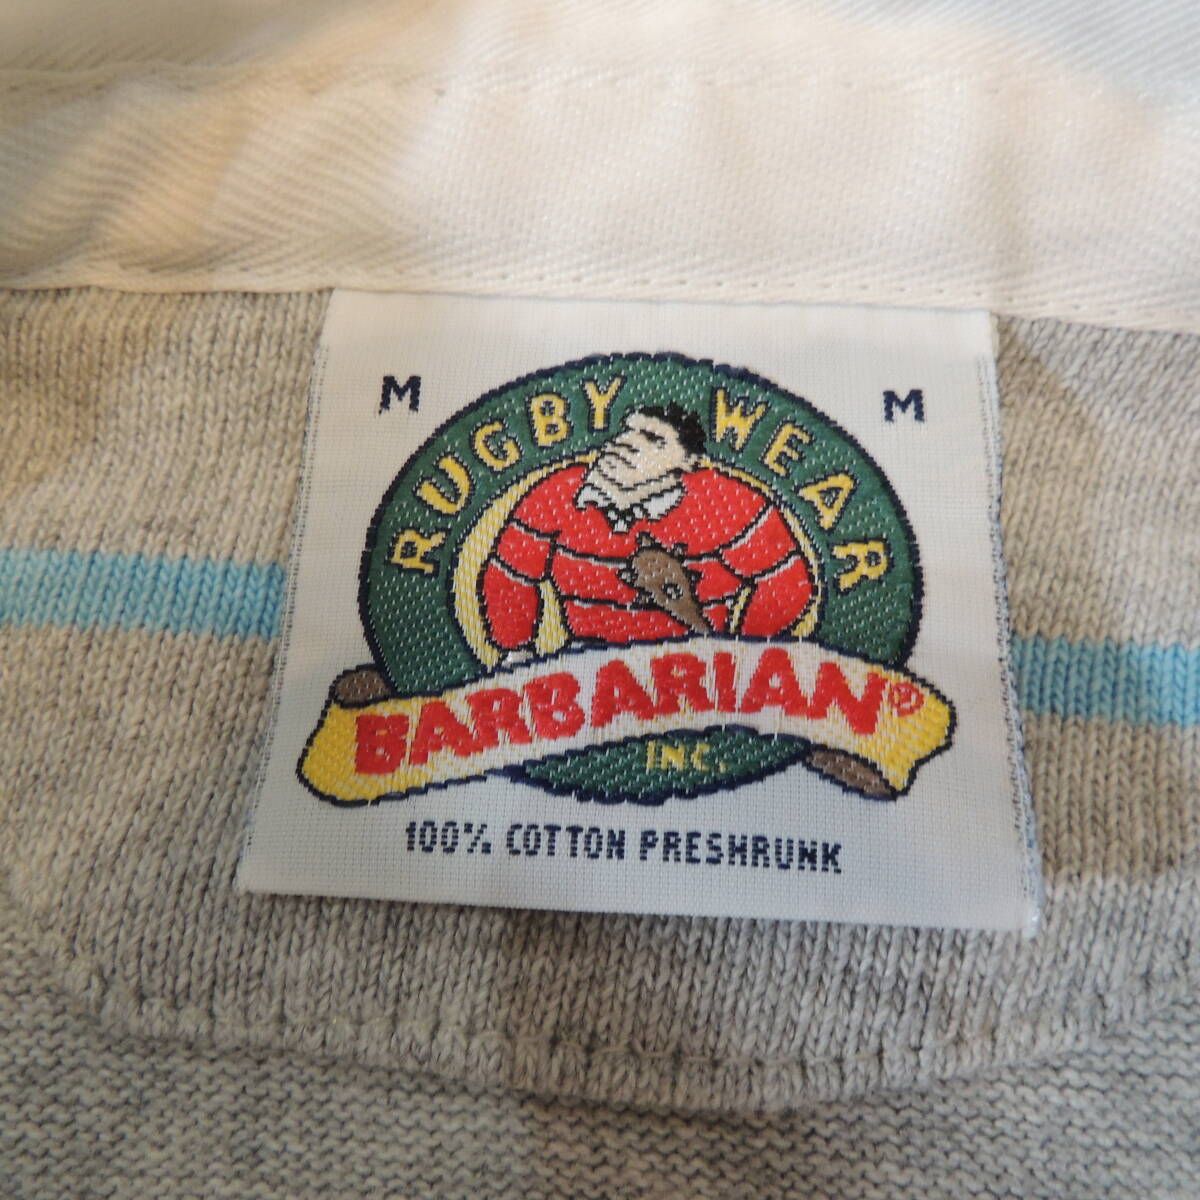 M M
RUGBY WEAR
BARBARIAN®
INC.
100% COTTON PRESHRUNK